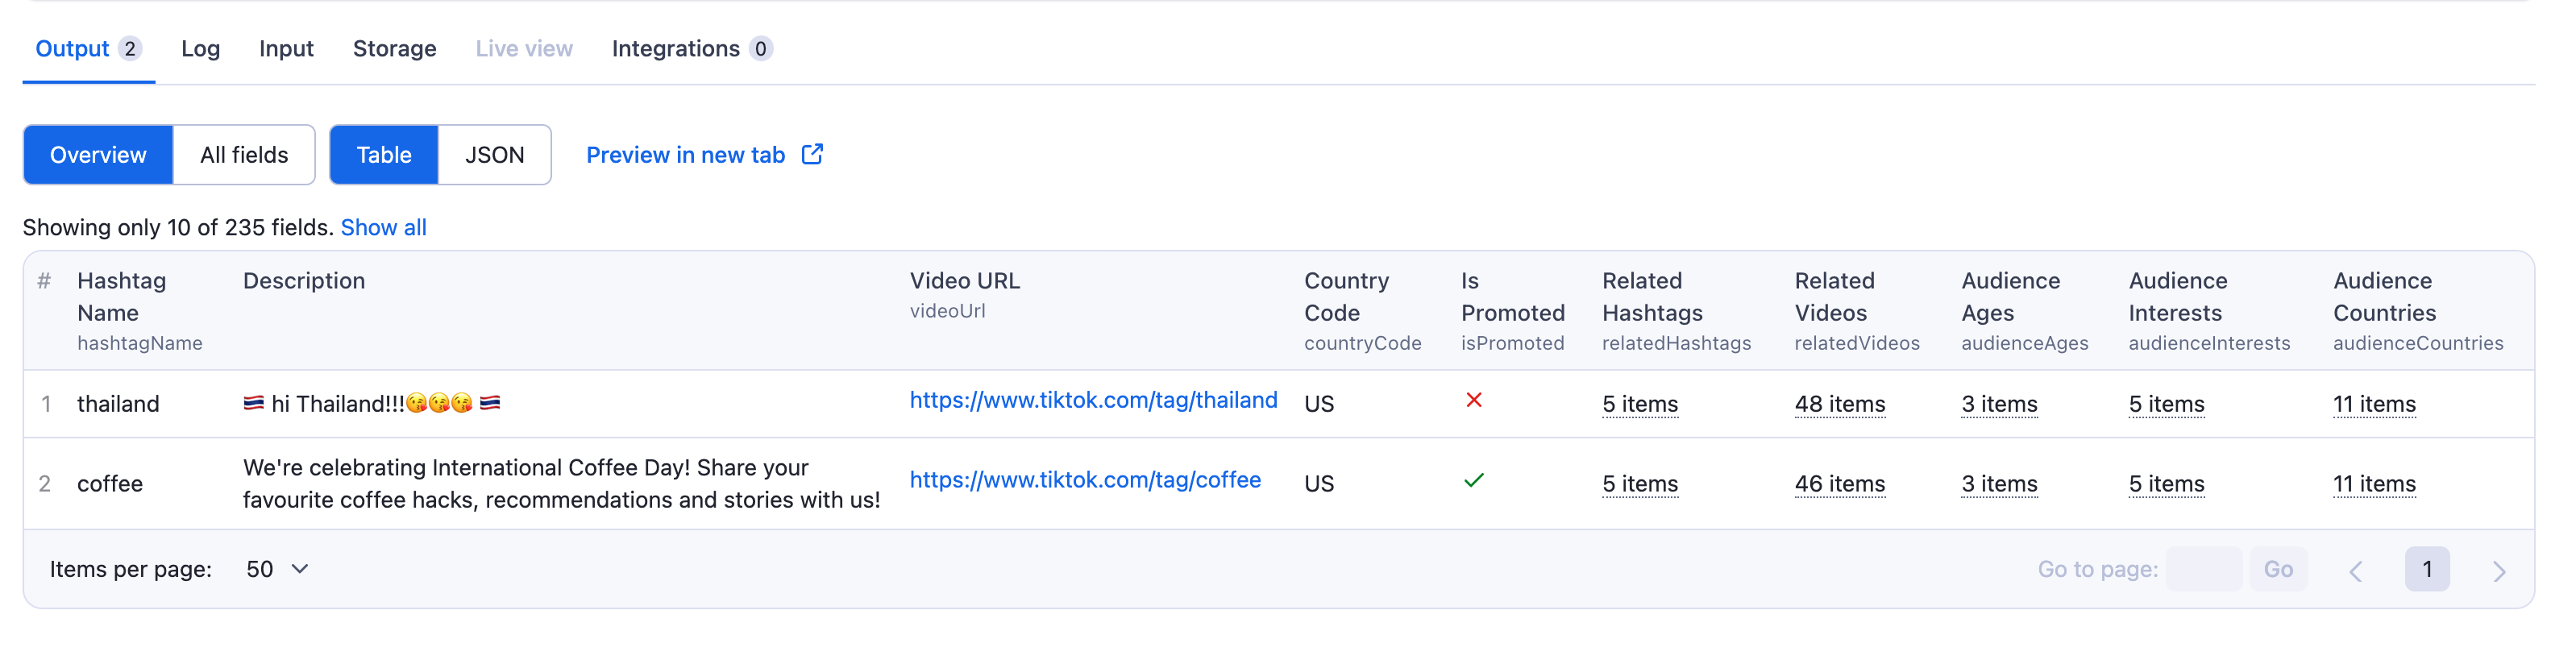 Output 2 Log Input Storage Live view Integrations 0
Overview All fields Table JSON Preview in new tab
Showing only 10 of 235 fields. Show all
# Hashtag Name hashtagName Description Video URL videoUrl Country Code countryCode Is Promoted isPromoted Related Hashtags relatedHashtags Related Videos relatedVideos Audience Ages audienceAges Audience Interests audienceInterests Audience Countries audienceCountries
1 thailand 🇹🇭 hi Thailand!!!😘😘😘 🇹🇭 https://www.tiktok.com/tag/thailand US ✕ 5 items 48 items 3 items 5 items 11 items
2 coffee We're celebrating International Coffee Day! Share your
favourite coffee hacks, recommendations and stories with us! https://www.tiktok.com/tag/coffee US ✓ 5 items 46 items 3 items 5 items 11 items
Items per page: 50 Go to page: Go 1